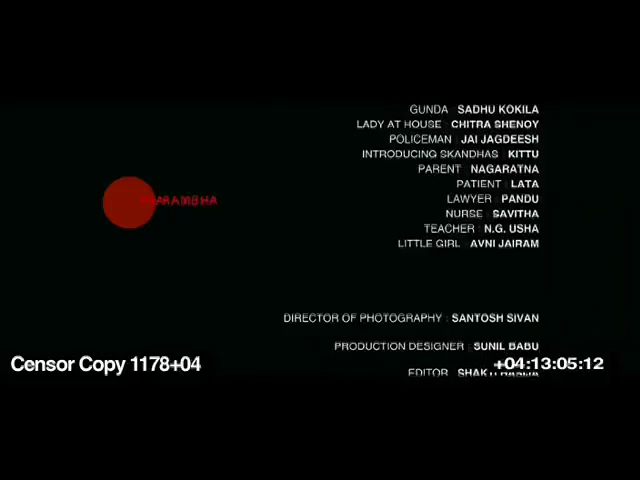 GUNDA : SADHU KOKILA
LADY AT HOUSE : CHITRA SHENOY
POLICEMAN : JAI JAGDEESH
INTRODUCING SKANDHAS : KITTU
PARENT : NAGARATNA
PATIENT : LATA
LAWYER : PANDU
NURSE : SAVITHA
TEACHER : N.G. USHA
LITTLE GIRL : AVNI JAIRAM
DIRECTOR OF PHOTOGRAPHY : SANTOSH SIVAN
PRODUCTION DESIGNER : SUNIL BABU
Censor Copy 1178+04
+04:13:05:12
EDITOR :